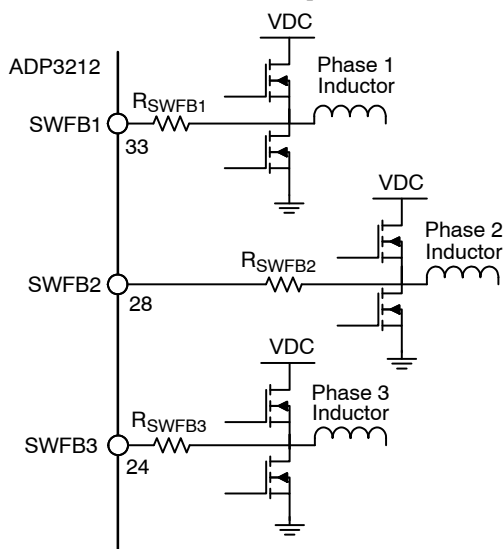 VDC
ADP3212
Phase 1
Inductor
RSWFB1
SWFB1
33
VDC
Phase 2
Inductor
RSWFB2
SWFB2
28
VDC
Phase 3
Inductor
RSWFB3
SWFB3
24